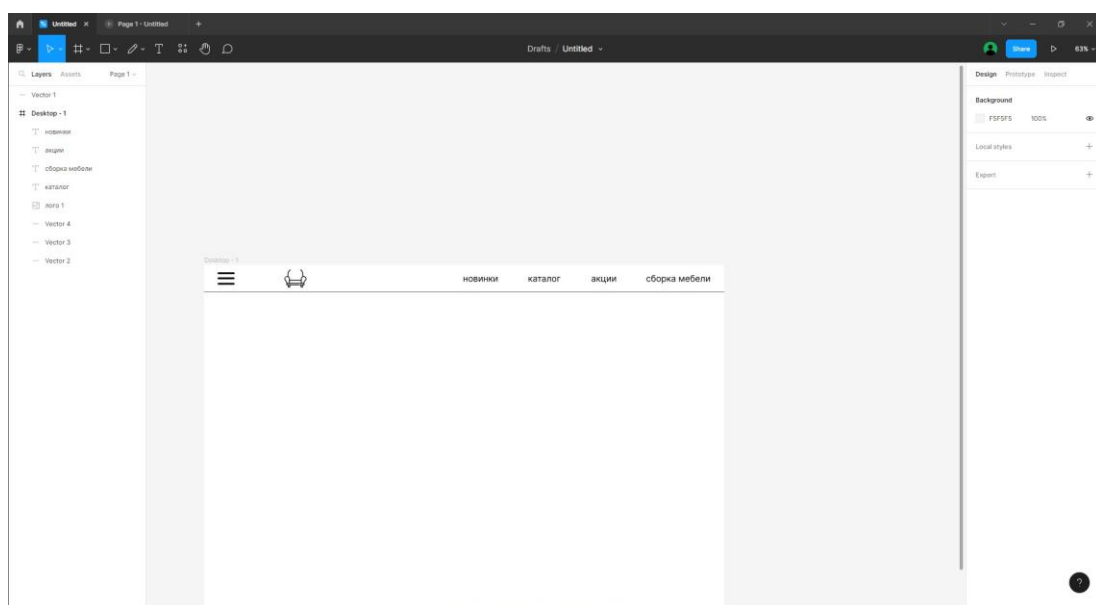 Untitled
Page 1 - Untitled
Drafts / Untitled
Share
63%
Layers Assets Page 1
Vector 1
Desktop - 1
новинки
акции
сборка мебели
каталог
лого 1
Vector 4
Vector 3
Vector 2
Desktop - 1
новинки каталог акции сборка мебели
Design Prototype Inspect
Background
F5F5F5 100%
Local styles
Export
?